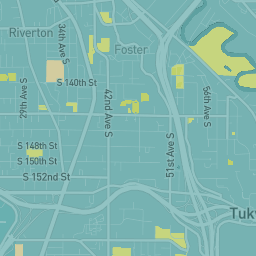 Riverton
34th Ave S
Foster
S 140th St
29th Ave S
42nd Ave S
56th Ave S
S 148th St
S 150th St
51st Ave S
S 152nd St
Tukw